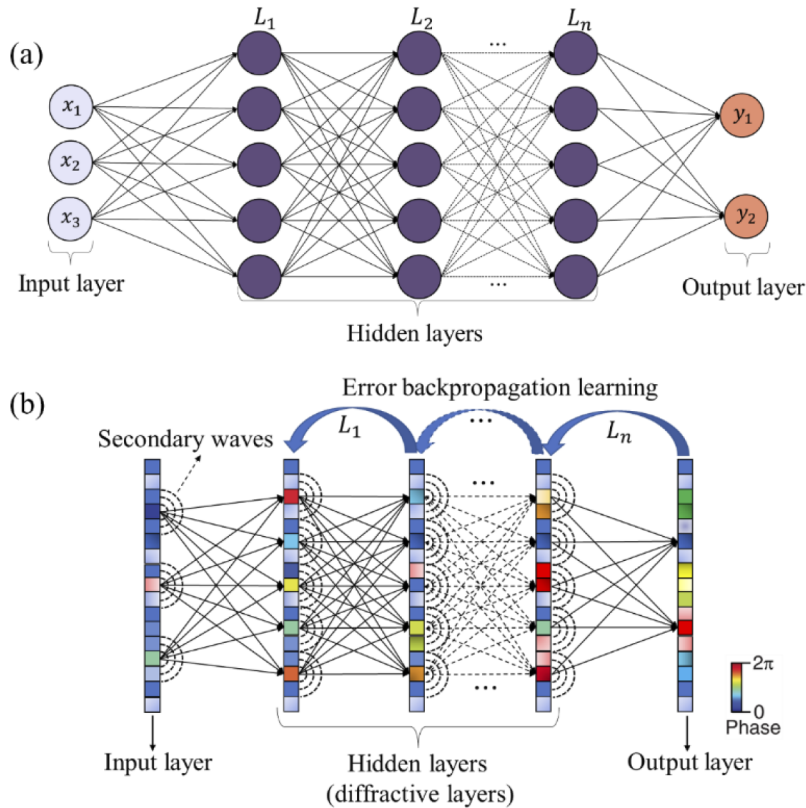 (a)
L₁ L₂ ... Lₙ
x₁
x₂
x₃
y₁
y₂
...
Input layer
Output layer
Hidden layers
(b)
Error backpropagation learning
L₁ ... Lₙ
Secondary waves
...
...
2π
0
Phase
Input layer
Hidden layers
(diffractive layers)
Output layer